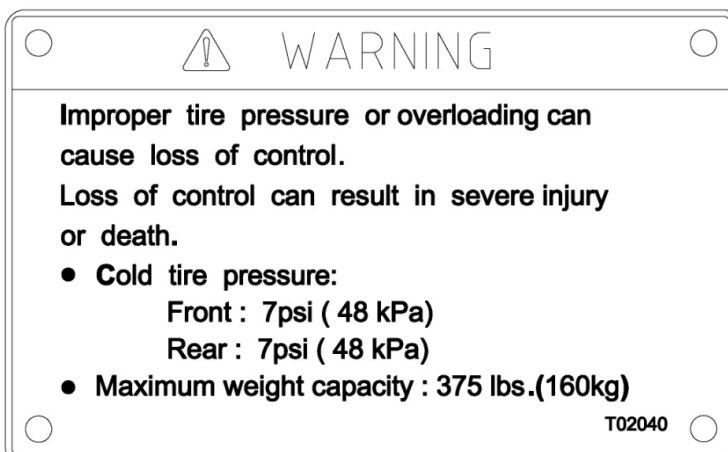 WARNING
Improper tire pressure or overloading can
cause loss of control.
Loss of control can result in severe injury
or death.
• Cold tire pressure:
Front : 7psi ( 48 kPa)
Rear : 7psi ( 48 kPa)
• Maximum weight capacity : 375 lbs.(160kg)
T02040